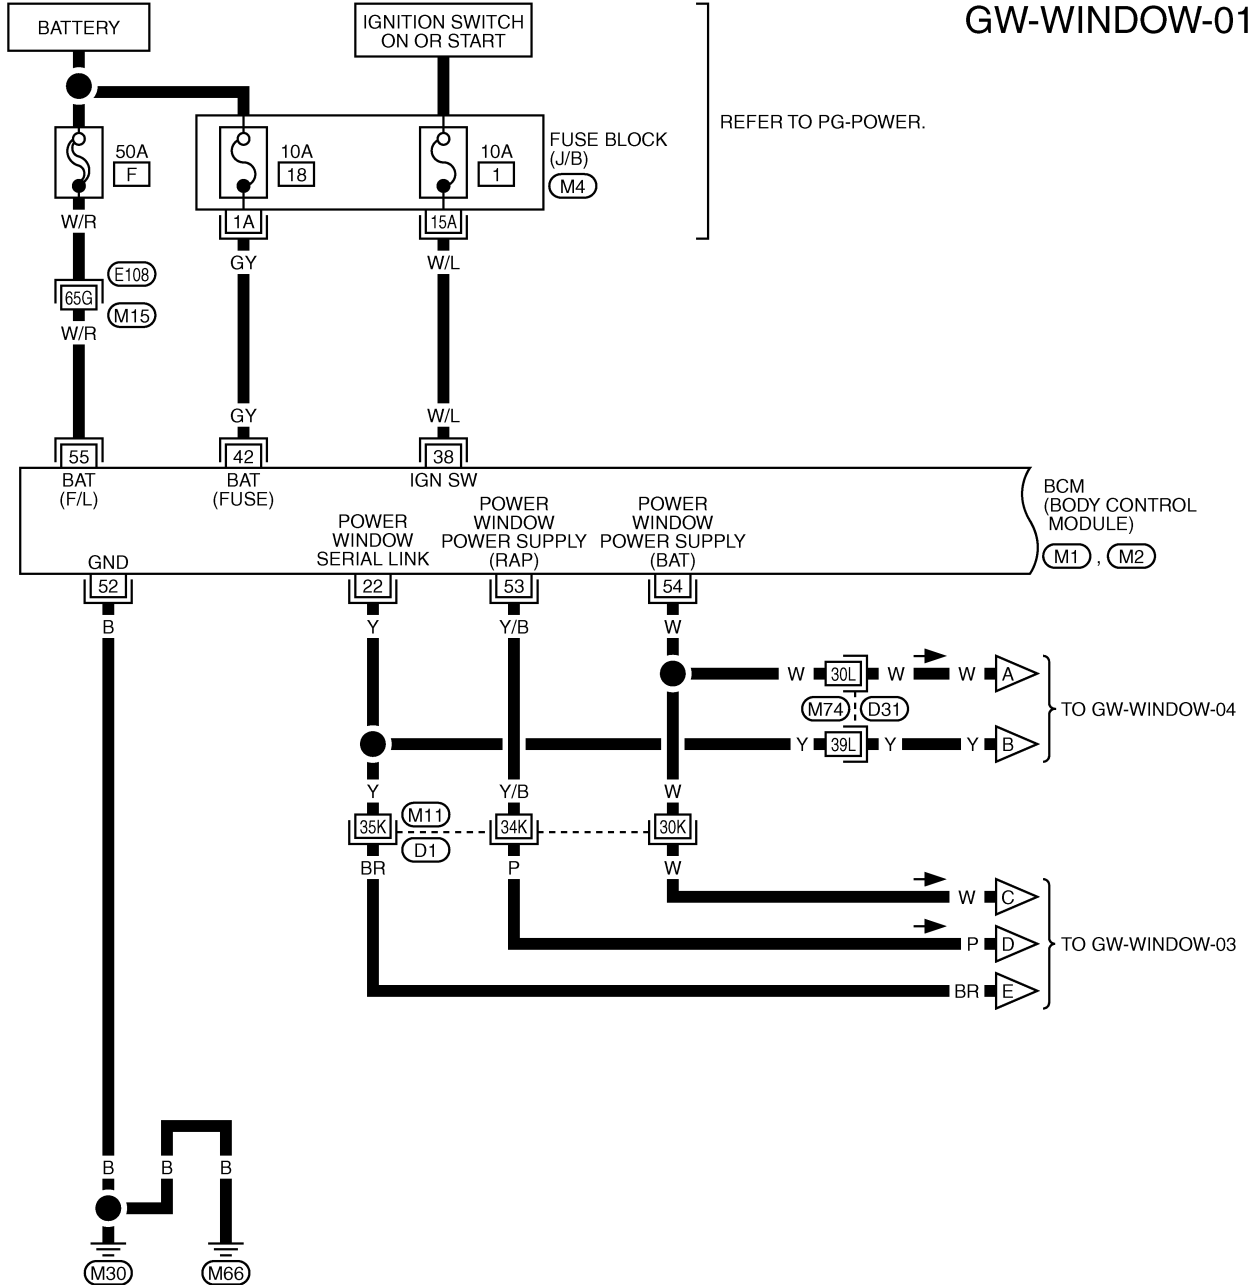 GW-WINDOW-01
BATTERY
IGNITION SWITCH
ON OR START
REFER TO PG-POWER.
50A
F
10A
18
10A
1
FUSE BLOCK
(J/B)
M4
W/R
1A
15A
GY
W/L
E108
65G
M15
W/R
GY
W/L
55
42
38
BAT
(F/L)
BAT
(FUSE)
IGN SW
BCM
(BODY CONTROL
MODULE)
M1 , M2
POWER
WINDOW
SERIAL LINK
POWER
WINDOW
POWER SUPPLY
(RAP)
POWER
WINDOW
POWER SUPPLY
(BAT)
GND
52
22
53
54
B
Y
Y/B
W
W
30L
W
W
A
M74
D31
TO GW-WINDOW-04
Y
39L
Y
Y
B
Y
Y/B
W
35K
M11
D1
34K
30K
BR
P
W
W
C
P
D
TO GW-WINDOW-03
BR
E
B
B
B
M30
M66